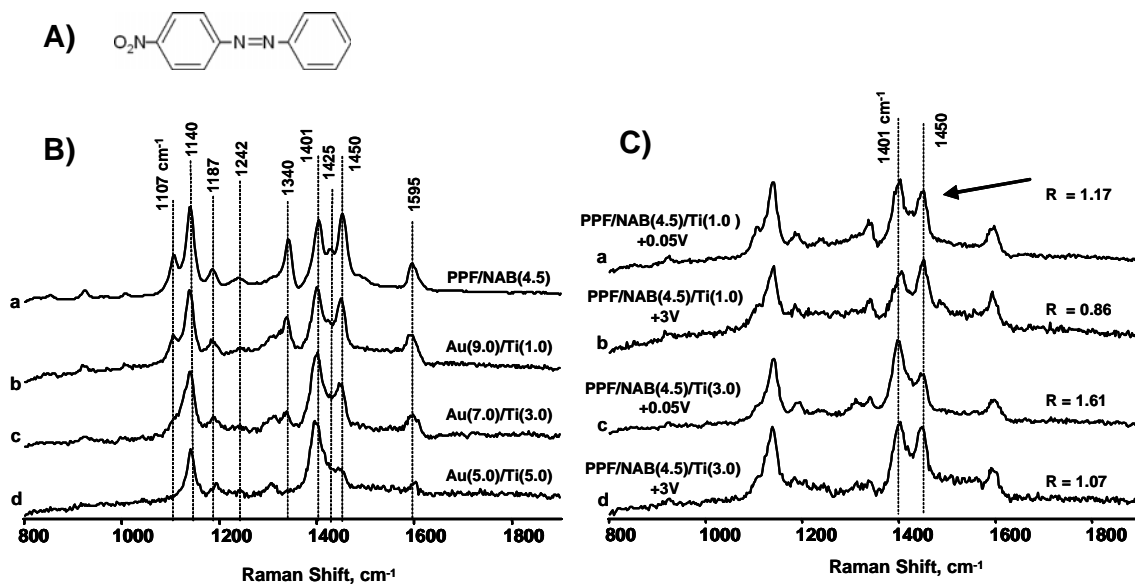 A)
O₂N
N=N
B)
1107 cm⁻¹
1140
1187
1242
1340
1401
1425
1450
1595
a
PPF/NAB(4.5)
b
Au(9.0)/Ti(1.0)
c
Au(7.0)/Ti(3.0)
d
Au(5.0)/Ti(5.0)
800 1000 1200 1400 1600 1800
Raman Shift, cm⁻¹
C)
1401 cm⁻¹
1450
R = 1.17
PPF/NAB(4.5)/Ti(1.0 )
+0.05V
a
PPF/NAB(4.5)/Ti(1.0)
+3V
R = 0.86
b
PPF/NAB(4.5)/Ti(3.0)
+0.05V
R = 1.61
c
PPF/NAB(4.5)/Ti(3.0)
+3V
R = 1.07
d
800 1000 1200 1400 1600 1800
Raman Shift, cm⁻¹